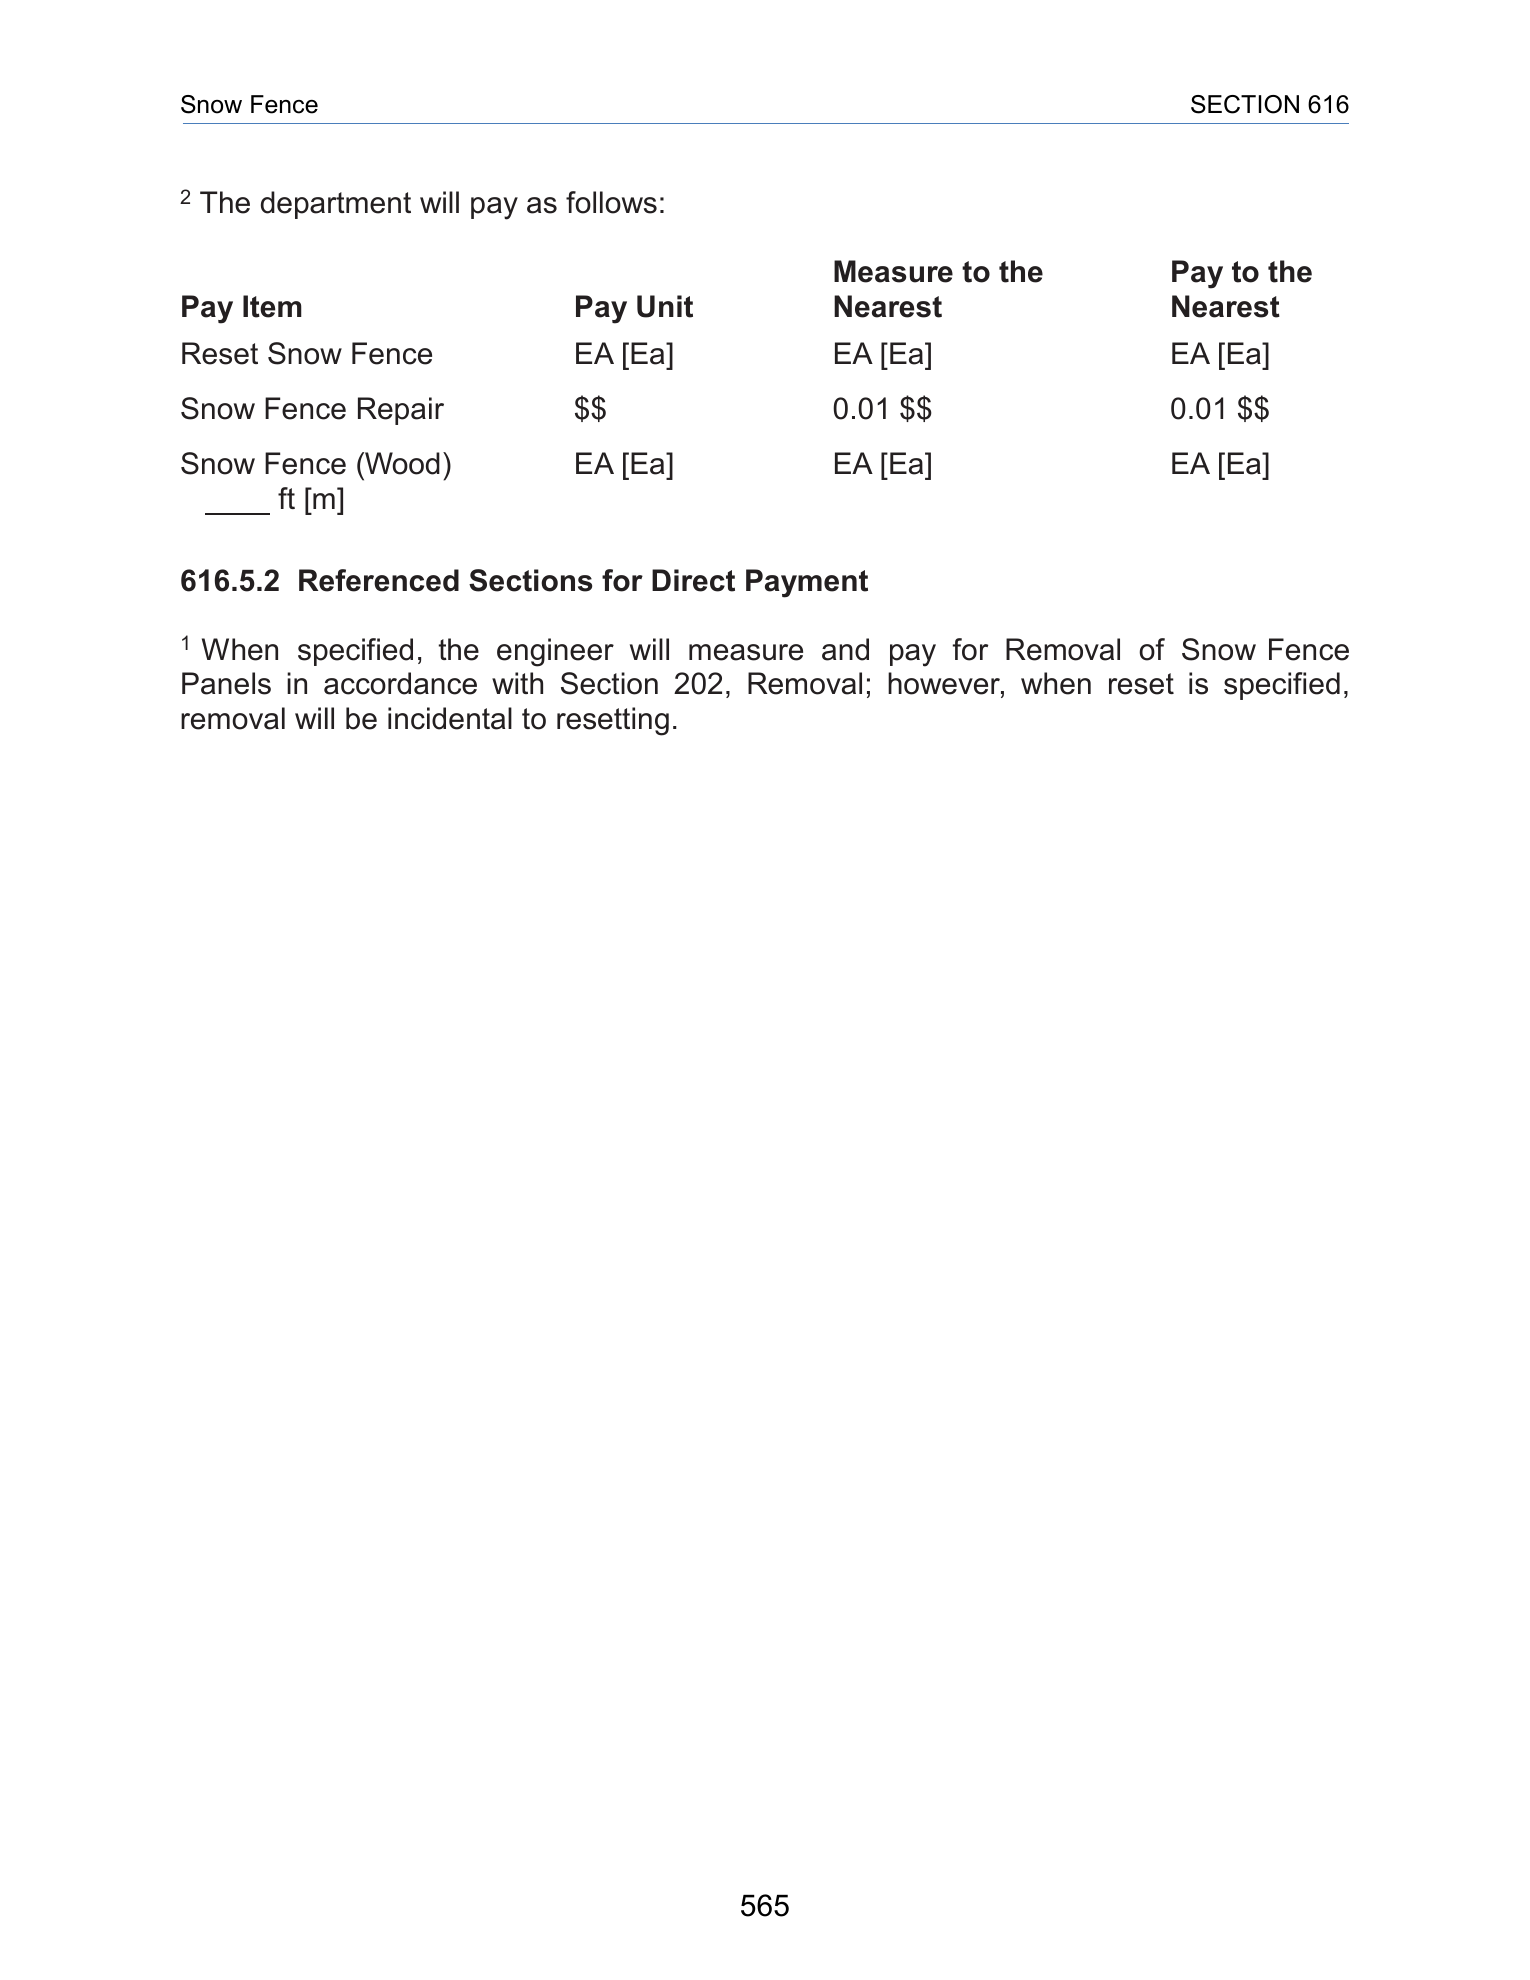 Snow Fence SECTION 616
2 The department will pay as follows:
Measure to the Pay to the
Pay Item Pay Unit Nearest Nearest
Reset Snow Fence EA [Ea] EA [Ea] EA [Ea]
Snow Fence Repair $$ 0.01 $$ 0.01 $$
Snow Fence (Wood) EA [Ea] EA [Ea] EA [Ea]
____ ft [m]
616.5.2 Referenced Sections for Direct Payment
1 When specified, the engineer will measure and pay for Removal of Snow Fence
Panels in accordance with Section 202, Removal; however, when reset is specified,
removal will be incidental to resetting.
565